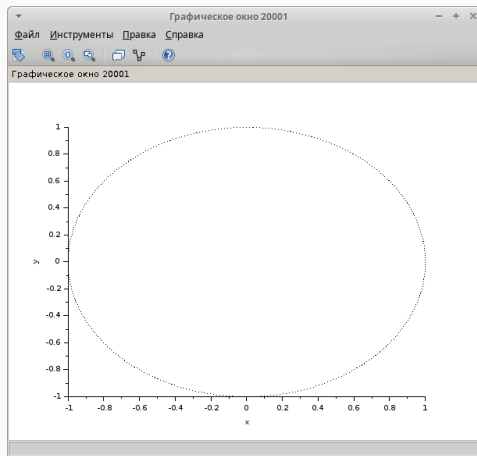 Графическое окно 20001
Файл Инструменты Правка Справка
Графическое окно 20001
1
0.8
0.6
0.4
0.2
0
-0.2
-0.4
-0.6
-0.8
-1
y
-1 -0.8 -0.6 -0.4 -0.2 0 0.2 0.4 0.6 0.8 1
x